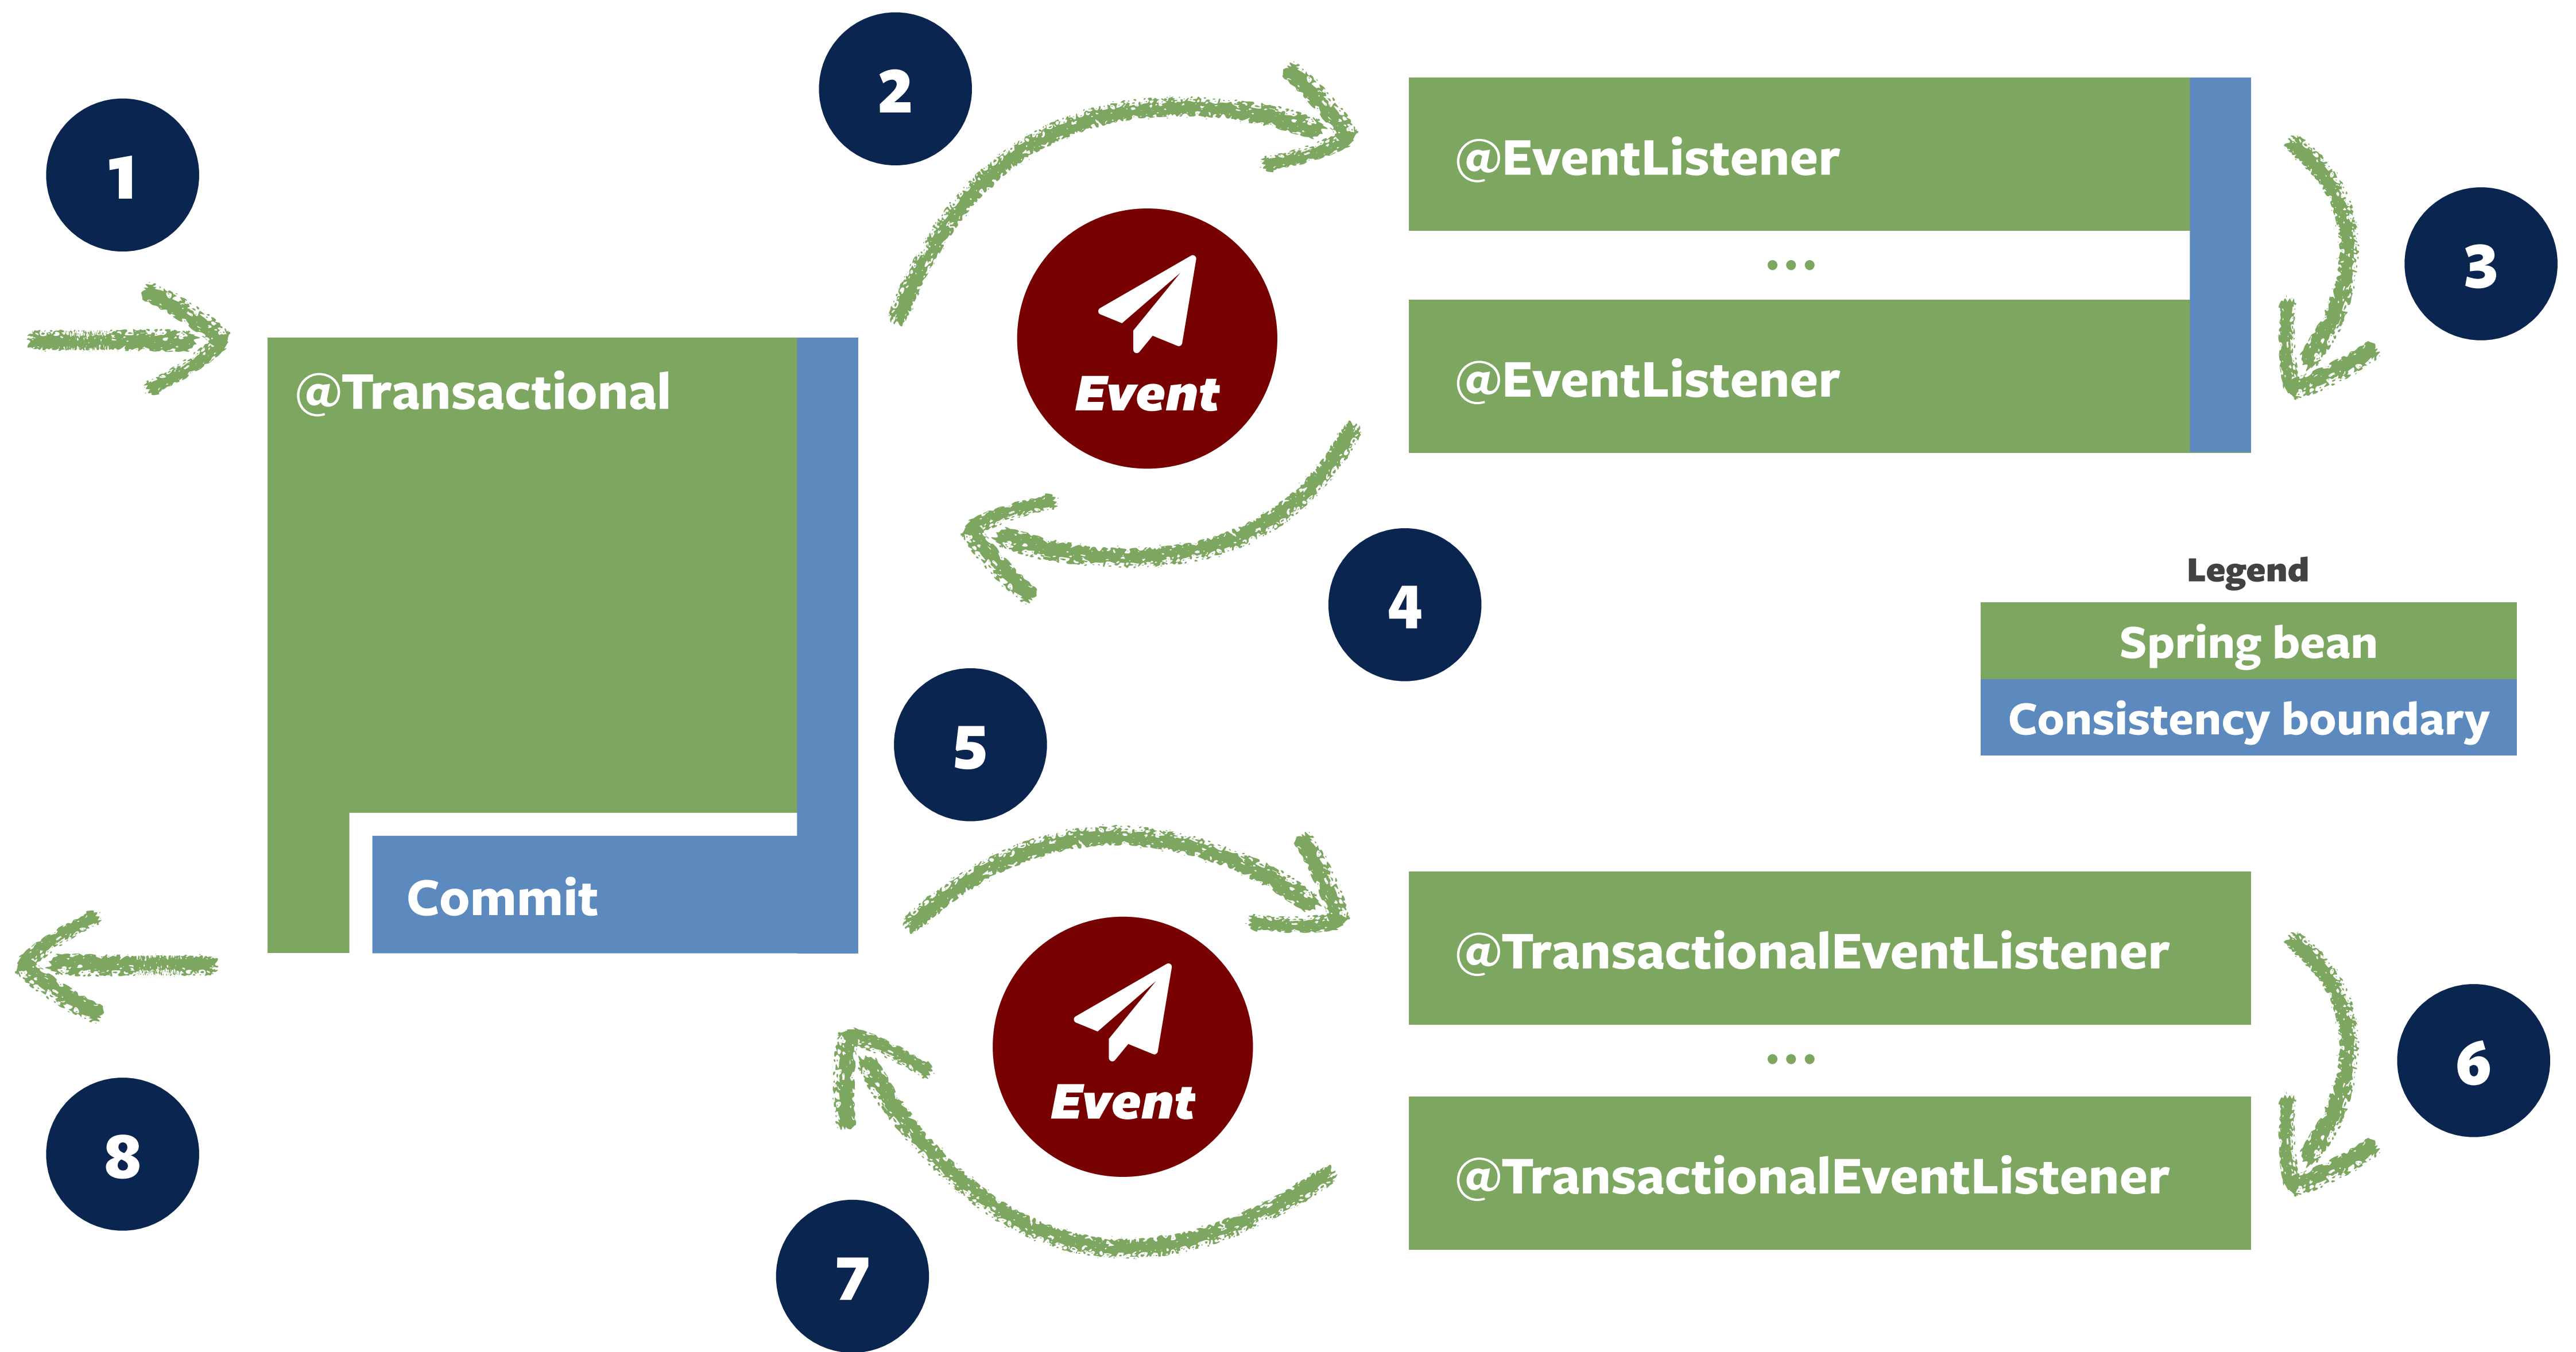 1
2
@EventListener
...
@EventListener
3
Event
@Transactional
4
Legend
Spring bean
Consistency boundary
5
Commit
@TransactionalEventListener
...
@TransactionalEventListener
6
Event
7
8